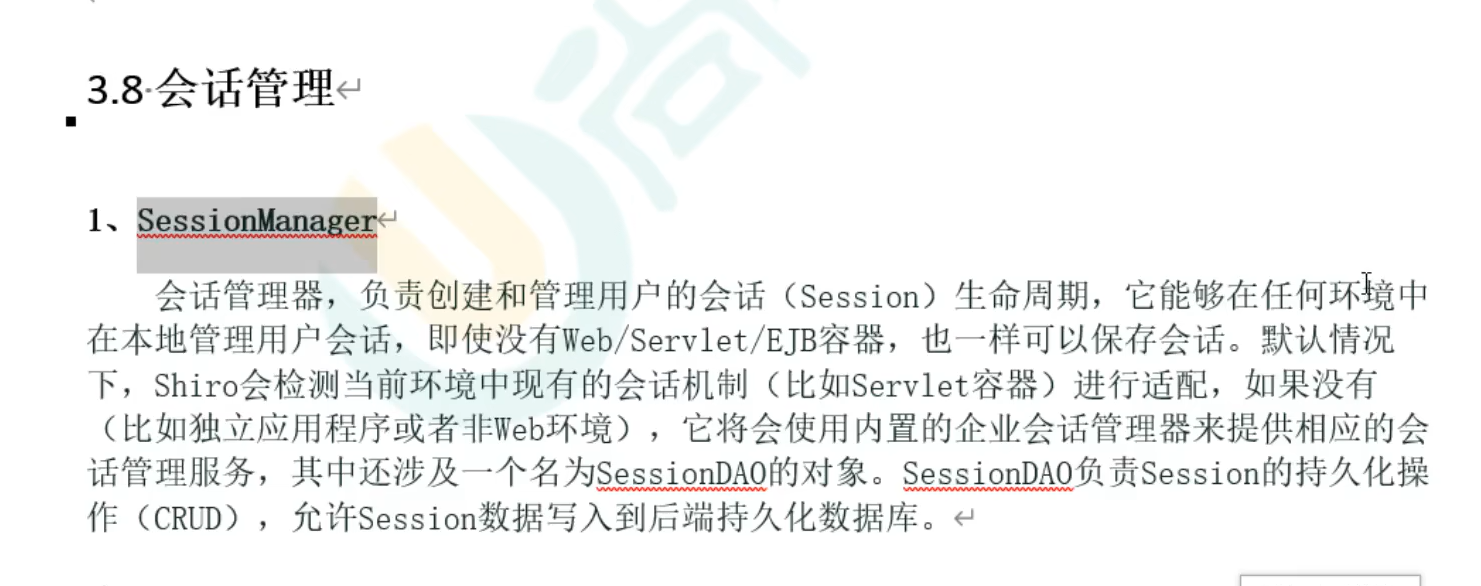 3.8 会话管理
1、SessionManager
会话管理器，负责创建和管理用户的会话（Session）生命周期，它能够在任何环境中
在本地管理用户会话，即使没有Web/Servlet/EJB容器，也一样可以保存会话。默认情况
下，Shiro会检测当前环境中现有的会话机制（比如Servlet容器）进行适配，如果没有
（比如独立应用程序或者非Web环境），它将会使用内置的企业会话管理器来提供相应的会
话管理服务，其中还涉及一个名为SessionDAO的对象。SessionDAO负责Session的持久化操
作（CRUD），允许Session数据写入到后端持久化数据库。